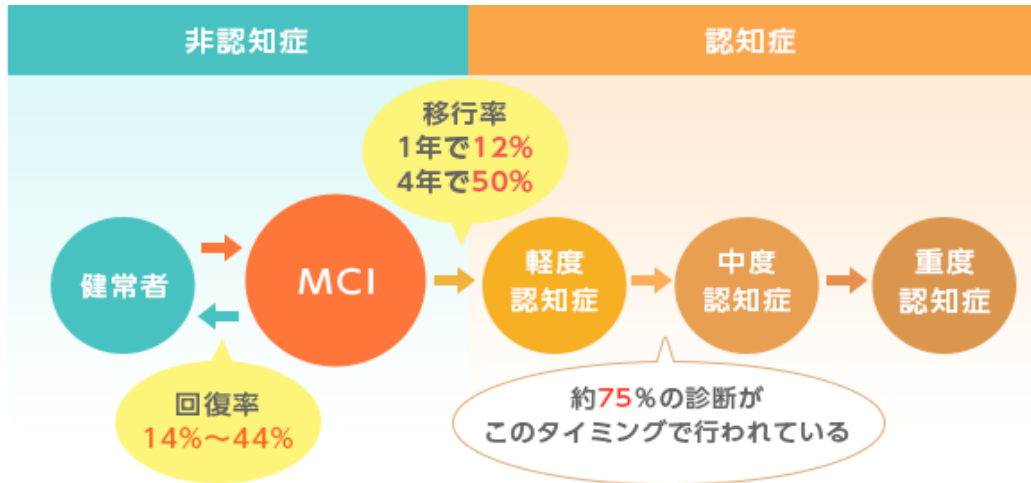 非認知症
認知症
移行率
1年で12%
4年で50%
健常者
MCI
軽度
認知症
中度
認知症
重度
認知症
回復率
14%〜44%
約75%の診断が
このタイミングで行われている